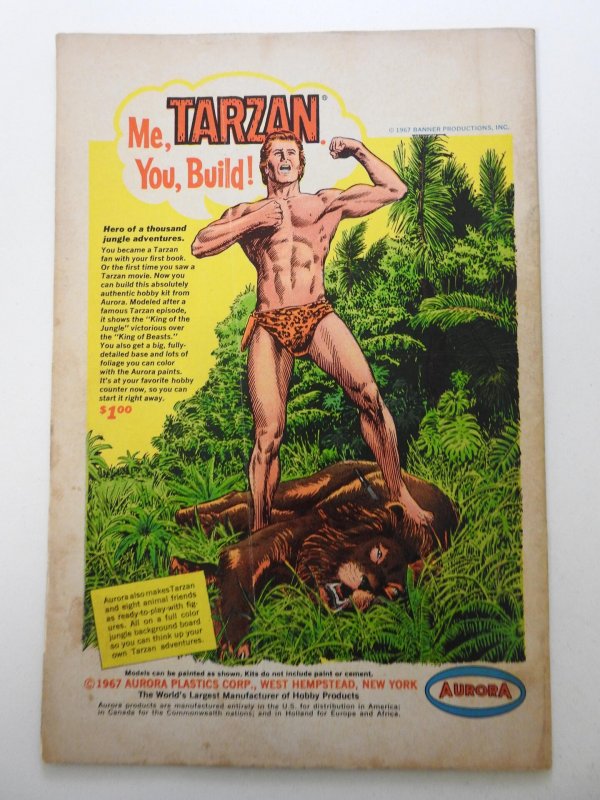 Me, TARZAN®.
You, Build!
© 1967 BANNER PRODUCTIONS, INC.
Hero of a thousand
jungle adventures.
You became a Tarzan
fan with your first book.
Or the first time you saw a
Tarzan movie. Now you
can build this absolutely
authentic hobby kit from
Aurora. Modeled after a
famous Tarzan episode,
it shows the "King of the
Jungle" victorious over
the "King of Beasts."
You also get a big, fully-
detailed base and lots of
foliage you can color
with the Aurora paints.
It's at your favorite hobby
counter now, so you can
start it right away.
$1.00
Aurora also makes Tarzan
and eight animal friends
as ready-to-play-with fig
ures. All on a full color
jungle background board
so you can think up your
own Tarzan adventures.
Models can be painted as shown. Kits do not include paint or cement.
© 1967 AURORA PLASTICS CORP., WEST HEMPSTEAD, NEW YORK
The World's Largest Manufacturer of Hobby Products
Aurora products are manufactured entirely in the U.S. for distribution in America;
in Canada for the Commonwealth nations; and in Holland for Europe and Africa.
AURORA